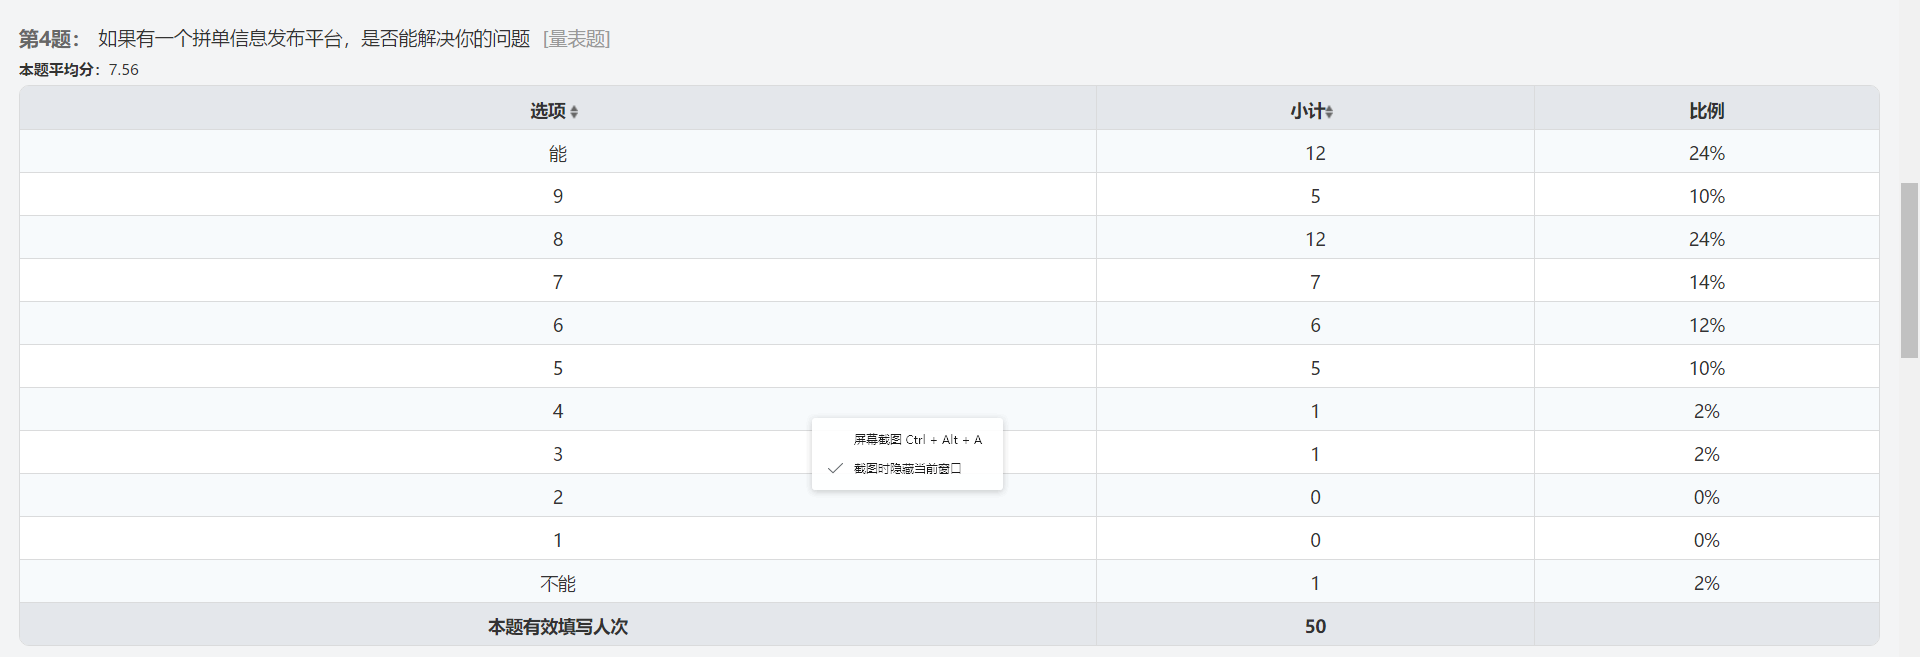 第4题： 如果有一个拼单信息发布平台，是否能解决你的问题 [量表题]
本题平均分：7.56
选项 小计 比例
能 12 24%
9 5 10%
8 12 24%
7 7 14%
6 6 12%
5 5 10%
4 1 2%
屏幕截图 Ctrl + Alt + A
3 1 2%
截图时隐藏当前窗口
2 0 0%
1 0 0%
不能 1 2%
本题有效填写人次 50